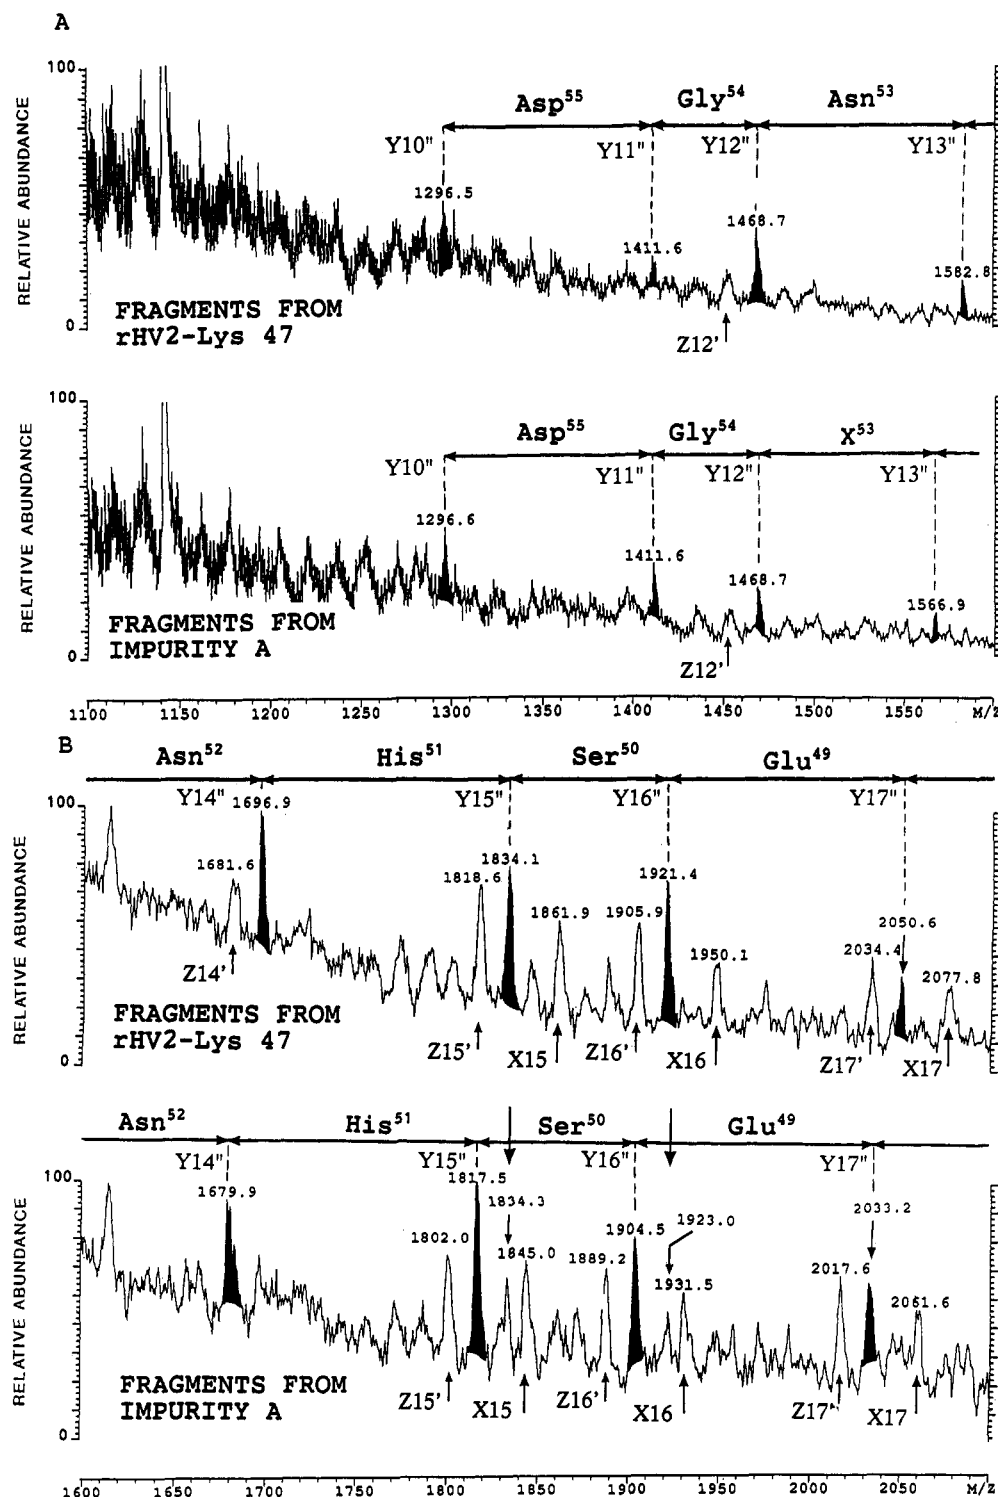 A
100
RELATIVE ABUNDANCE
0
Asp55 Gly54 Asn53
Y10" Y11" Y12" Y13"
1296.5
1411.6
1468.7
1582.8
Z12'
FRAGMENTS FROM
rHV2-Lys 47
100
RELATIVE ABUNDANCE
0
Asp55 Gly54 X53
Y10" Y11" Y12" Y13"
1296.6
1411.6
1468.7
1566.9
Z12'
FRAGMENTS FROM
IMPURITY A
1100 1150 1200 1250 1300 1350 1400 1450 1500 1550 M/Z
B
Asn52 His51 Ser50 Glu49
100
RELATIVE ABUNDANCE
0
Y14" 1696.9 Y15" Y16" Y17"
1681.6
1818.6
1834.1
1861.9
1905.9
1921.4
1950.1
2034.4
2050.6
2077.8
Z14'
Z15' X15 Z16' X16 Z17' X17
FRAGMENTS FROM
rHV2-Lys 47
Asn52 His51 Ser50 Glu49
100
RELATIVE ABUNDANCE
0
Y14" Y15" Y16" Y17"
1679.9
1802.0
1817.5
1834.3
1845.0
1889.2
1904.5
1923.0
1931.5
2017.6
2033.2
2051.6
Z15' X15 Z16' X16 Z17' X17
FRAGMENTS FROM
IMPURITY A
1600 1650 1700 1750 1800 1850 1900 1950 2000 2050 M/Z